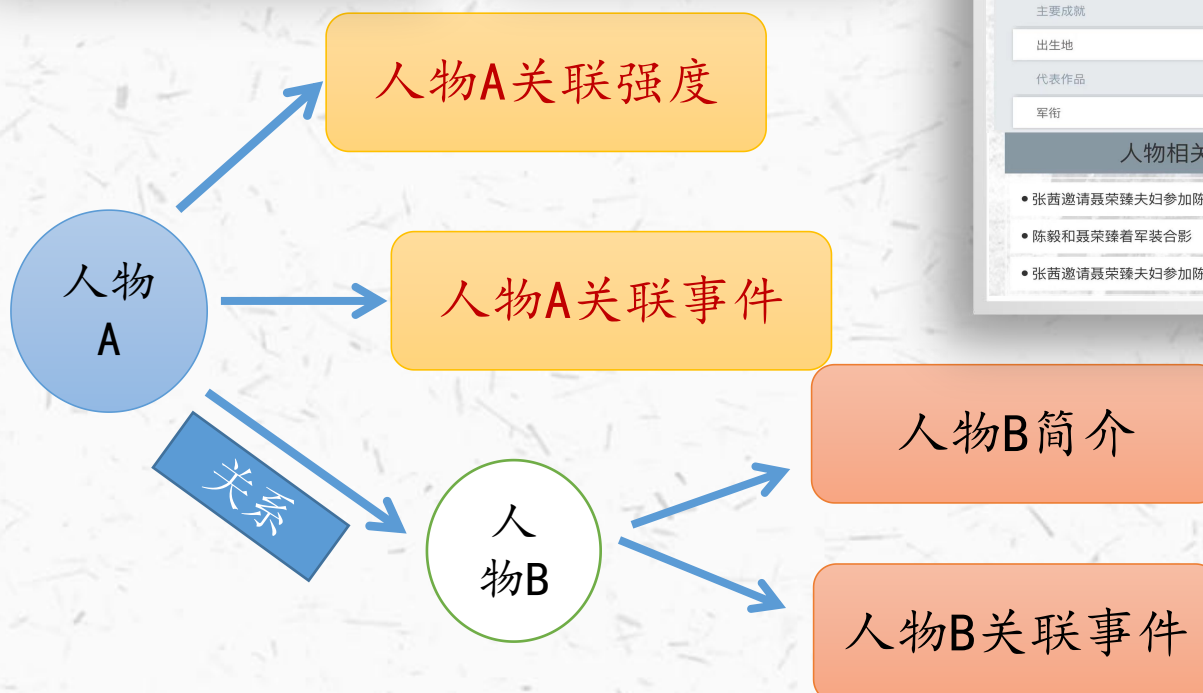 主要成就
出生地
代表作品
军衔
人物相关
• 张茜邀请聂荣臻夫妇参加陈
• 陈毅和聂荣臻着军装合影
• 张茜邀请聂荣臻夫妇参加陈
人物A关联强度
人物
A
人物A关联事件
关系
人
物B
人物B简介
人物B关联事件